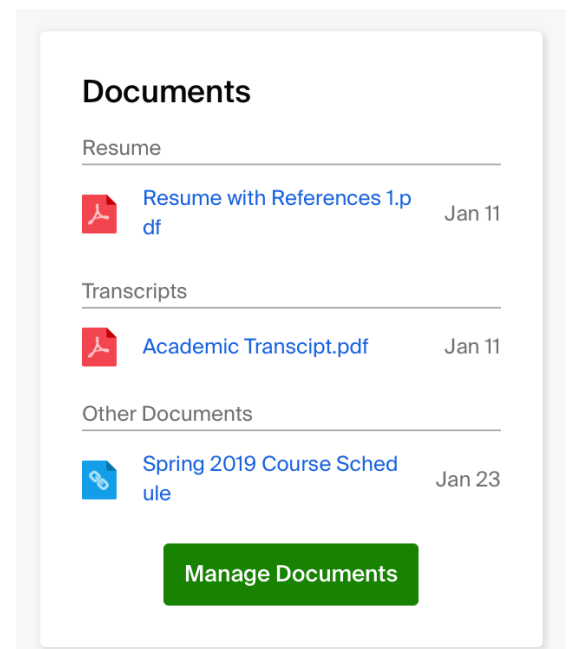 Documents
Resume
Resume with References 1.p
df
Jan 11
Transcripts
Academic Transcipt.pdf
Jan 11
Other Documents
Spring 2019 Course Sched
ule
Jan 23
Manage Documents